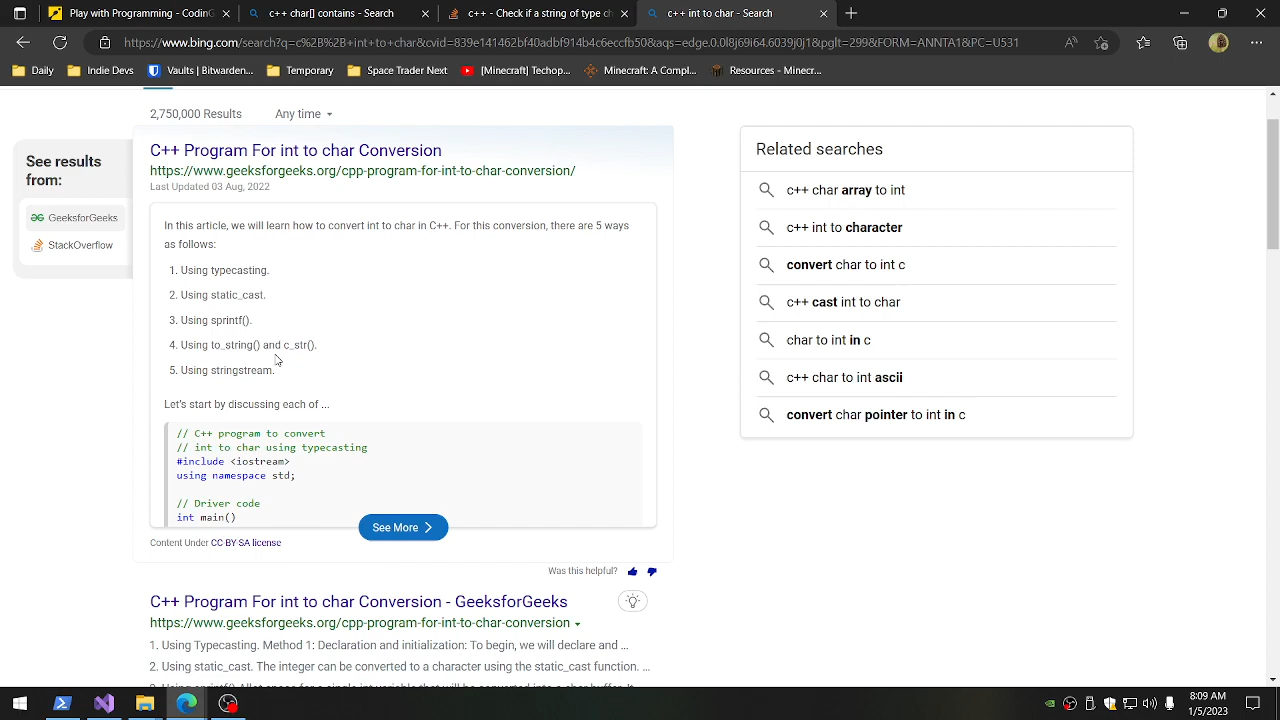 Play with ProgrammingG
c++ char[] contains - Search
c++ - Check if a string of type ch
c++ int to char - Search
https://www.bing.com/search?q=c%2B%2B+int+to+char&cvid=839e141462bf40adbf914b4c6eccfb50&aqs=edge.0.0l8j69i64.6039j0j1&pglt=299&FORM=ANNTA1&PC=U531
Daily
Indie Devs
Vaults | Bitwarden...
Temporary
Space Trader Next
[Minecraft] Techop...
Minecraft: A Compl...
Resources - Minecr...
2,750,000 Results
Any time
See results
from:
GeeksforGeeks
StackOverflow
C++ Program For int to char Conversion
https://www.geeksforgeeks.org/cpp-program-for-int-to-char-conversion/
Last Updated 03 Aug, 2022
In this article, we will learn how to convert int to char in C++. For this conversion, there are 5 ways
as follows:
1. Using typecasting.
2. Using static_cast.
3. Using sprintf().
4. Using to_string() and c_str().
5. Using stringstream.
Let's start by discussing each of ...
// C++ program to convert
// int to char using typecasting
#include <iostream>
using namespace std;
// Driver code
int main()
See More
Content Under CC-BY-SA license
Was this helpful?
C++ Program For int to char Conversion - GeeksforGeeks
https://www.geeksforgeeks.org/cpp-program-for-int-to-char-conversion
1. Using Typecasting. Method 1: Declaration and initialization: To begin, we will declare and ...
2. Using static_cast. The integer can be converted to a character using the static_cast function. ...
Related searches
c++ char array to int
c++ int to character
convert char to int c
c++ cast int to char
char to int in c
c++ char to int ascii
convert char pointer to int in c
8:09 AM
1/5/2023